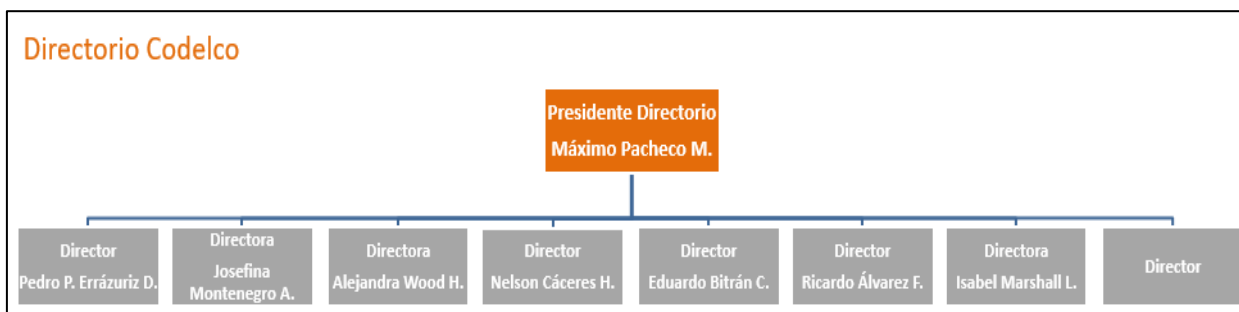 Directorio Codelco
Presidente Directorio
Máximo Pacheco M.
Director
Pedro P. Errázuriz D.
Directora
Josefina
Montenegro A.
Directora
Alejandra Wood H.
Director
Nelson Cáceres H.
Director
Eduardo Bitrán C.
Director
Ricardo Álvarez F.
Directora
Isabel Marshall L.
Director